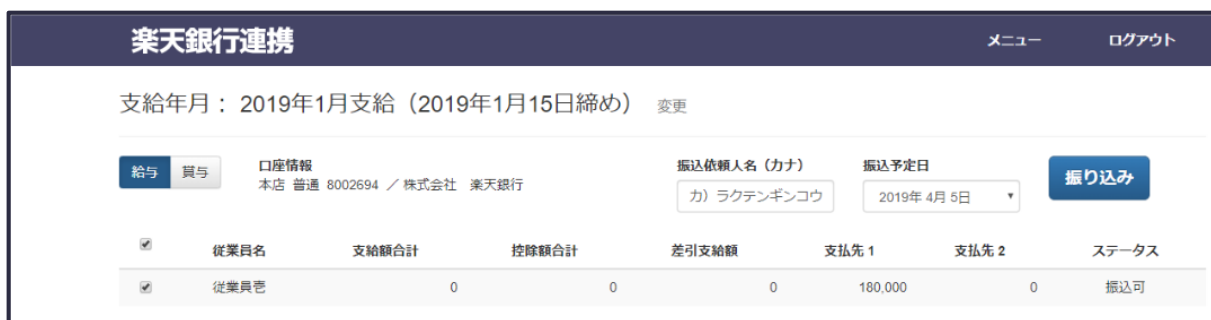 楽天銀行連携 メニュー ログアウト
支給年月： 2019年1月支給（2019年1月15日締め） 変更
給与 賞与 口座情報 振込依頼人名（カナ） 振込予定日 振り込み
本店 普通 8002694 ／ 株式会社 楽天銀行 カ）ラクテンギンコウ 2019年 4月 5日
従業員名 支給額合計 控除額合計 差引支給額 支払先 1 支払先 2 ステータス
従業員壱 0 0 0 180,000 0 振込可